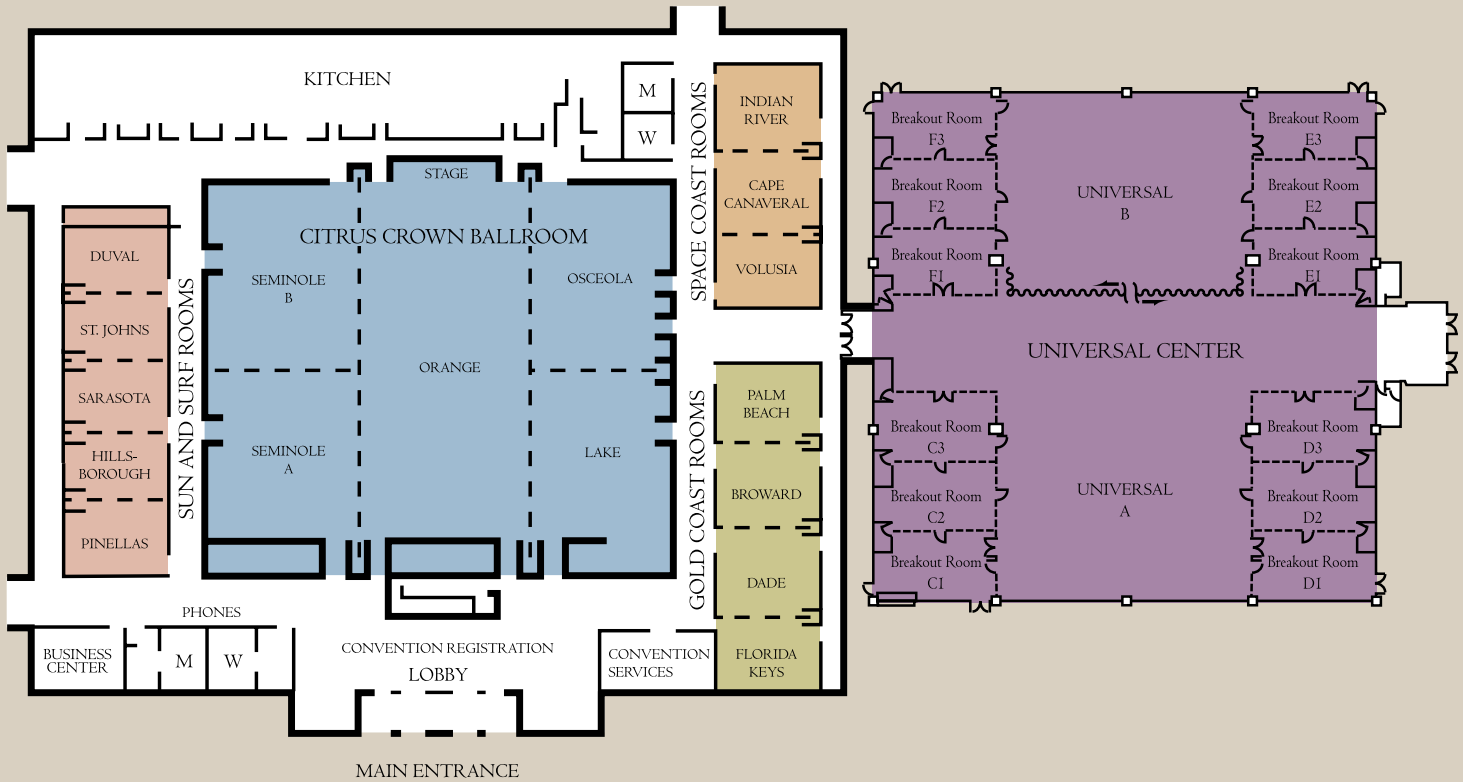 KITCHEN
M
W
STAGE
CITRUS CROWN BALLROOM
SEMINOLE
B
OSCEOLA
ORANGE
SEMINOLE
A
LAKE
DUVAL
ST. JOHNS
SARASOTA
HILLS-
BOROUGH
PINELLAS
SUN AND SURF ROOMS
SPACE COAST ROOMS
INDIAN
RIVER
CAPE
CANAVERAL
VOLUSIA
GOLD COAST ROOMS
PALM
BEACH
BROWARD
DADE
FLORIDA
KEYS
PHONES
BUSINESS
CENTER
M
W
CONVENTION REGISTRATION
LOBBY
CONVENTION
SERVICES
MAIN ENTRANCE
Breakout Room
F3
Breakout Room
F2
Breakout Room
F1
UNIVERSAL
B
Breakout Room
E3
Breakout Room
E2
Breakout Room
E1
UNIVERSAL CENTER
Breakout Room
C3
Breakout Room
C2
Breakout Room
C1
UNIVERSAL
A
Breakout Room
D3
Breakout Room
D2
Breakout Room
D1